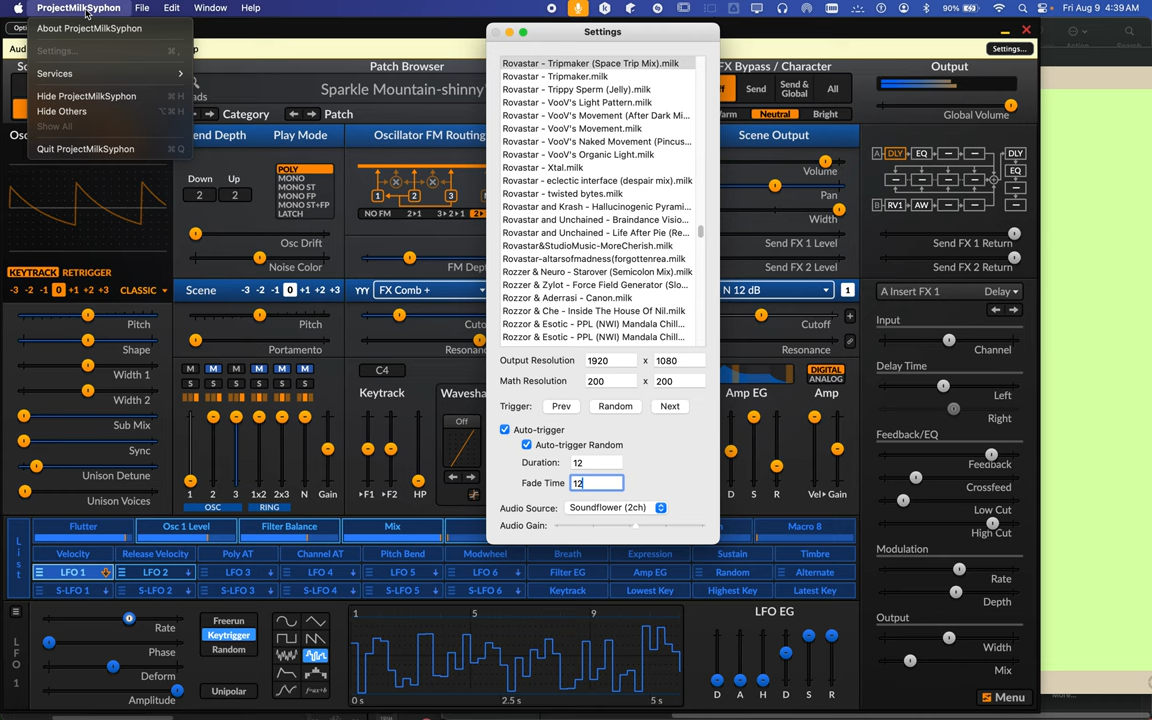 ProjectMilkSyphon File Edit Window Help
90% Fri Aug 9 4:39 AM
About ProjectMilkSyphon
Settings... ⌘ ,
Services
Hide ProjectMilkSyphon ⌘ H
Hide Others ⌥ ⌘ H
Show All
Quit ProjectMilkSyphon ⌘ Q
Settings
Rovastar - Tripmaker (Space Trip Mix).milk
Rovastar - Tripmaker.milk
Rovastar - Trippy Sperm (Jelly).milk
Rovastar - VooV's Light Pattern.milk
Rovastar - VooV's Movement (After Dark Mi...
Rovastar - VooV's Movement.milk
Rovastar - VooV's Naked Movement (Pincus...
Rovastar - VooV's Organic Light.milk
Rovastar - Xtal.milk
Rovastar - eclectic interface (despair mix).milk
Rovastar - twisted bytes.milk
Rovastar and Krash - Hallucinogenic Pyrami...
Rovastar and Unchained - Braindance Visio...
Rovastar and Unchained - Life After Pie (Re...
Rovastar&StudioMusic-MoreCherish.milk
Rovastar-altarsofmadness(forgottenrea.milk
Rozzer & Neuro - Starover (Semicolon Mix).milk
Rozzor & Zylot - Force Field Generator (Slo...
Rozzor & Aderrasi - Canon.milk
Rozzor & Che - Inside The House Of Nil.milk
Rozzor & Esotic - PPL (NWI) Mandala Chill...
Rozzor & Esotic - PPL (NWI) Mandala Chill...
Output Resolution 1920 x 1080
Math Resolution 200 x 200
Trigger: Prev Random Next
Auto-trigger
Auto-trigger Random
Duration: 12
Fade Time 12
Audio Source: Soundflower (2ch)
Audio Gain:
Settings...
Patch Browser
Sparkle Mountain-shinny
Category Patch
FX Bypass / Character
Send Send & Global All
Neutral Bright
Output
Global Volume
Play Mode
Down Up
2 2
POLY
MONO
MONO ST
MONO FP
MONO ST+FP
LATCH
Osc Drift
Noise Color
Oscillator FM Routing
1 2 3
NO FM 2▸1 3▸2▸1
Scene Output
Volume
Pan
Width
Send FX 1 Level
Send FX 2 Level
A DLY EQ DLY
EQ
B RV1 AW
Send FX 1 Return
Send FX 2 Return
KEYTRACK RETRIGGER
-3 -2 -1 0 +1 +2 +3 CLASSIC
Scene -3 -2 -1 0 +1 +2 +3
FX Comb +
N 12 dB 1
A Insert FX 1 Delay
Pitch
Shape
Width 1
Width 2
Sub Mix
Sync
Unison Detune
Unison Voices
Pitch
Portamento
M M M M M M
S S S S S S
1 2 3 1x2 2x3 N Gain
OSC RING
C4
Keytrack
▸F1 ▸F2 HP
Off
Cutoff
Resonance
DIGITAL
ANALOG
Amp EG
D S R
Amp
Vel▸Gain
Input
Channel
Delay Time
Left
Right
Feedback/EQ
Feedback
Crossfeed
Low Cut
High Cut
Modulation
Rate
Depth
Output
Width
Mix
List
Flutter Osc 1 Level Filter Balance Mix Macro 8
Velocity Release Velocity Poly AT Channel AT Pitch Bend Modwheel Breath Expression Sustain Timbre
LFO 1 LFO 2 LFO 3 LFO 4 LFO 5 LFO 6 Filter EG Amp EG Random Alternate
S-LFO 1 S-LFO 2 S-LFO 3 S-LFO 4 S-LFO 5 S-LFO 6 Keytrack Lowest Key Highest Key Latest Key
LFO 1
Rate
Phase
Deform
Amplitude
Freerun
Keytrigger
Random
Unipolar
1 5 9
0 s 2.5 s 5 s
LFO EG
D A H D S R
Menu